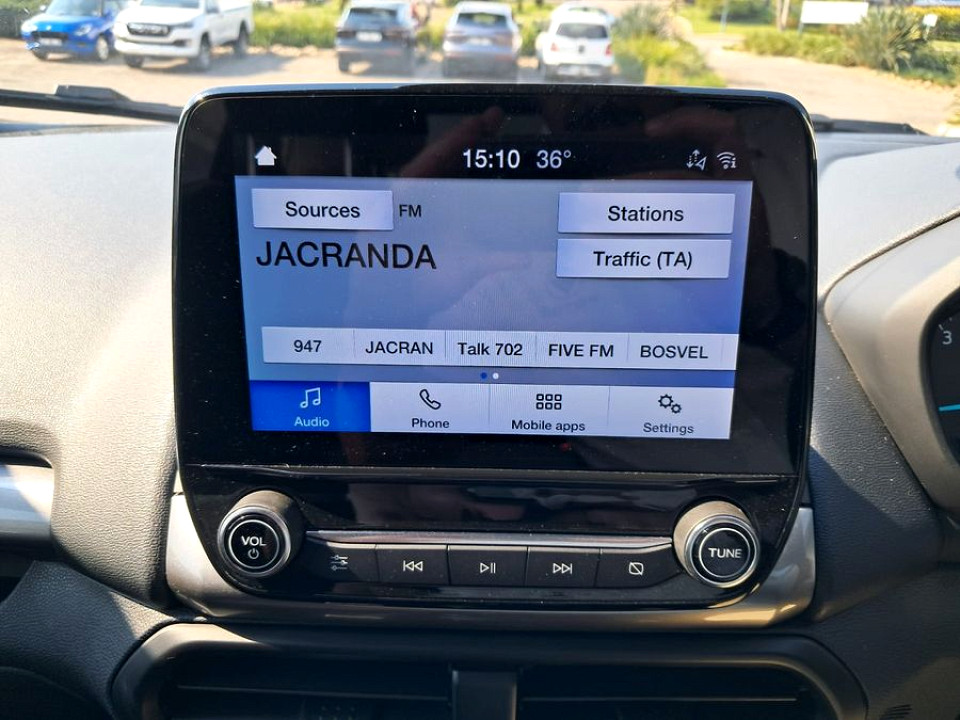 15:10 36°
Sources FM Stations
JACRANDA
Traffic (TA)
947 JACRAN Talk 702 FIVE FM BOSVEL
Audio Phone Mobile apps Settings
VOL TUNE
3